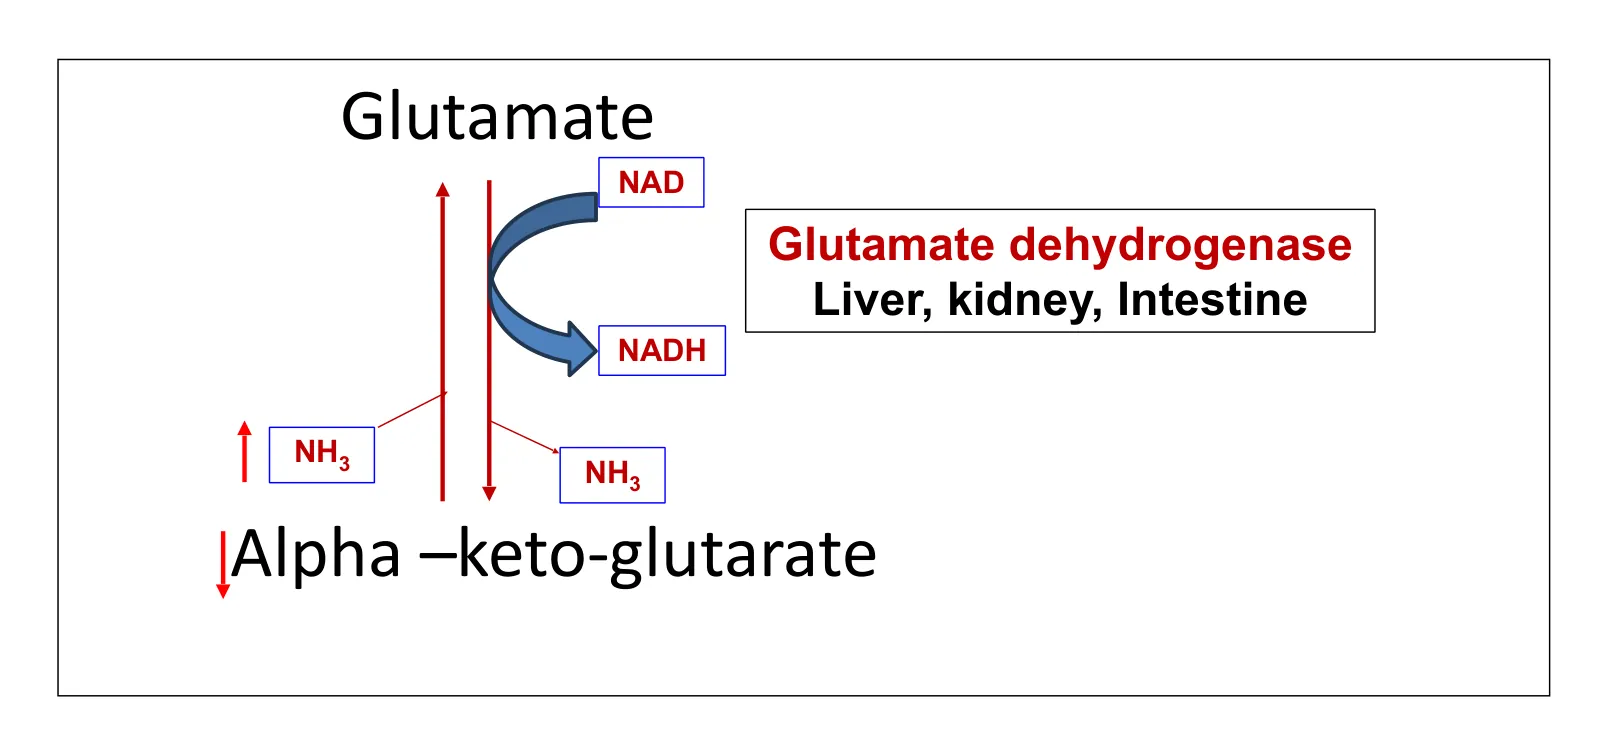 Glutamate
NAD
Glutamate dehydrogenase
Liver, kidney, Intestine
NADH
NH₃
NH₃
Alpha –keto-glutarate